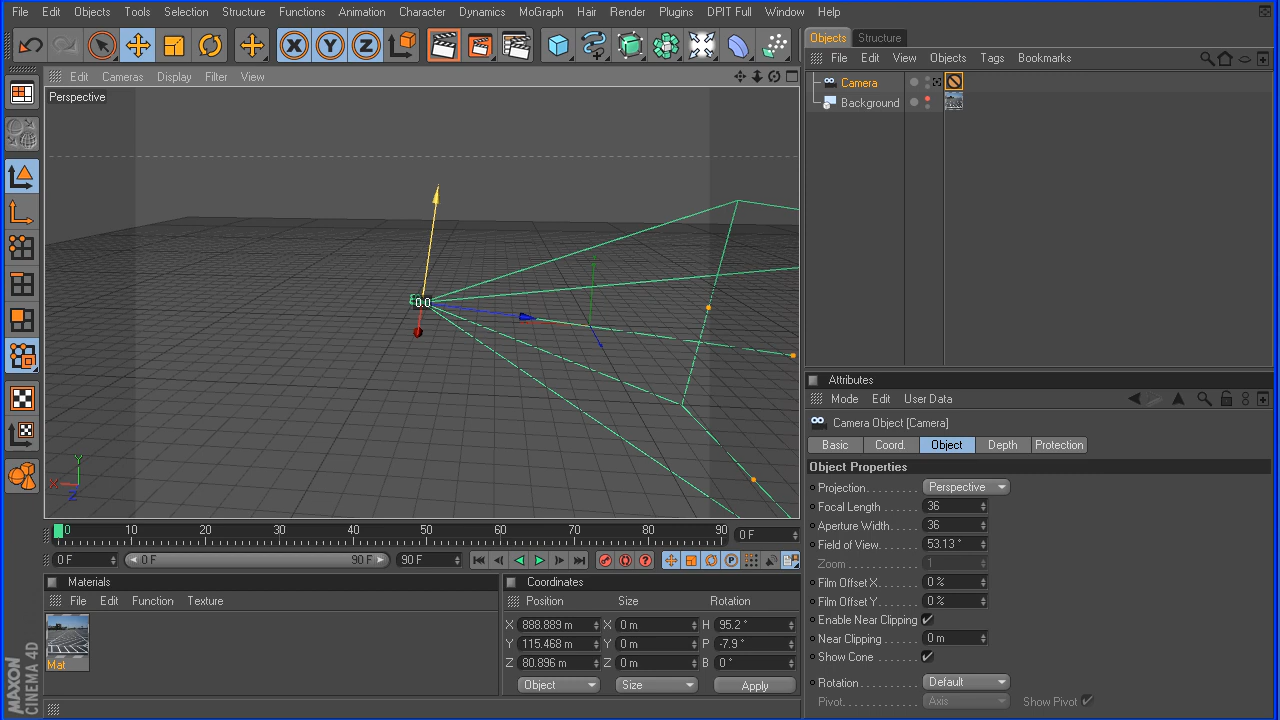 File Edit Objects Tools Selection Structure Functions Animation Character Dynamics MoGraph Hair Render Plugins DPIT Full Window Help
X Y Z
Edit Cameras Display Filter View
Perspective
Y
X
Z
0 10 20 30 40 50 60 70 80 90 0 F
0 F 0 F 90 F 90 F
Materials
File Edit Function Texture
Mat
MAXON
CINEMA 4D
Coordinates
Position Size Rotation
X 888.889 m X 0 m H 95.2 °
Y 115.468 m Y 0 m P -7.9 °
Z 80.896 m Z 0 m B 0 °
Object Size Apply
Objects Structure
File Edit View Objects Tags Bookmarks
Camera
Background
Attributes
Mode Edit User Data
Camera Object [Camera]
Basic Coord. Object Depth Protection
Object Properties
Projection. . . . . . . . Perspective
Focal Length . . . . . 36
Aperture Width. . . . 36
Field of View. . . . . . 53.13 °
Zoom . . . . . . . . . . . 1
Film Offset X. . . . . . 0 %
Film Offset Y. . . . . . 0 %
Enable Near Clipping
Near Clipping . . . . . 0 m
Show Cone . . . . . .
Rotation. . . . . . . . . Default
Pivot. . . . . . . . . . . . Axis Show Pivot